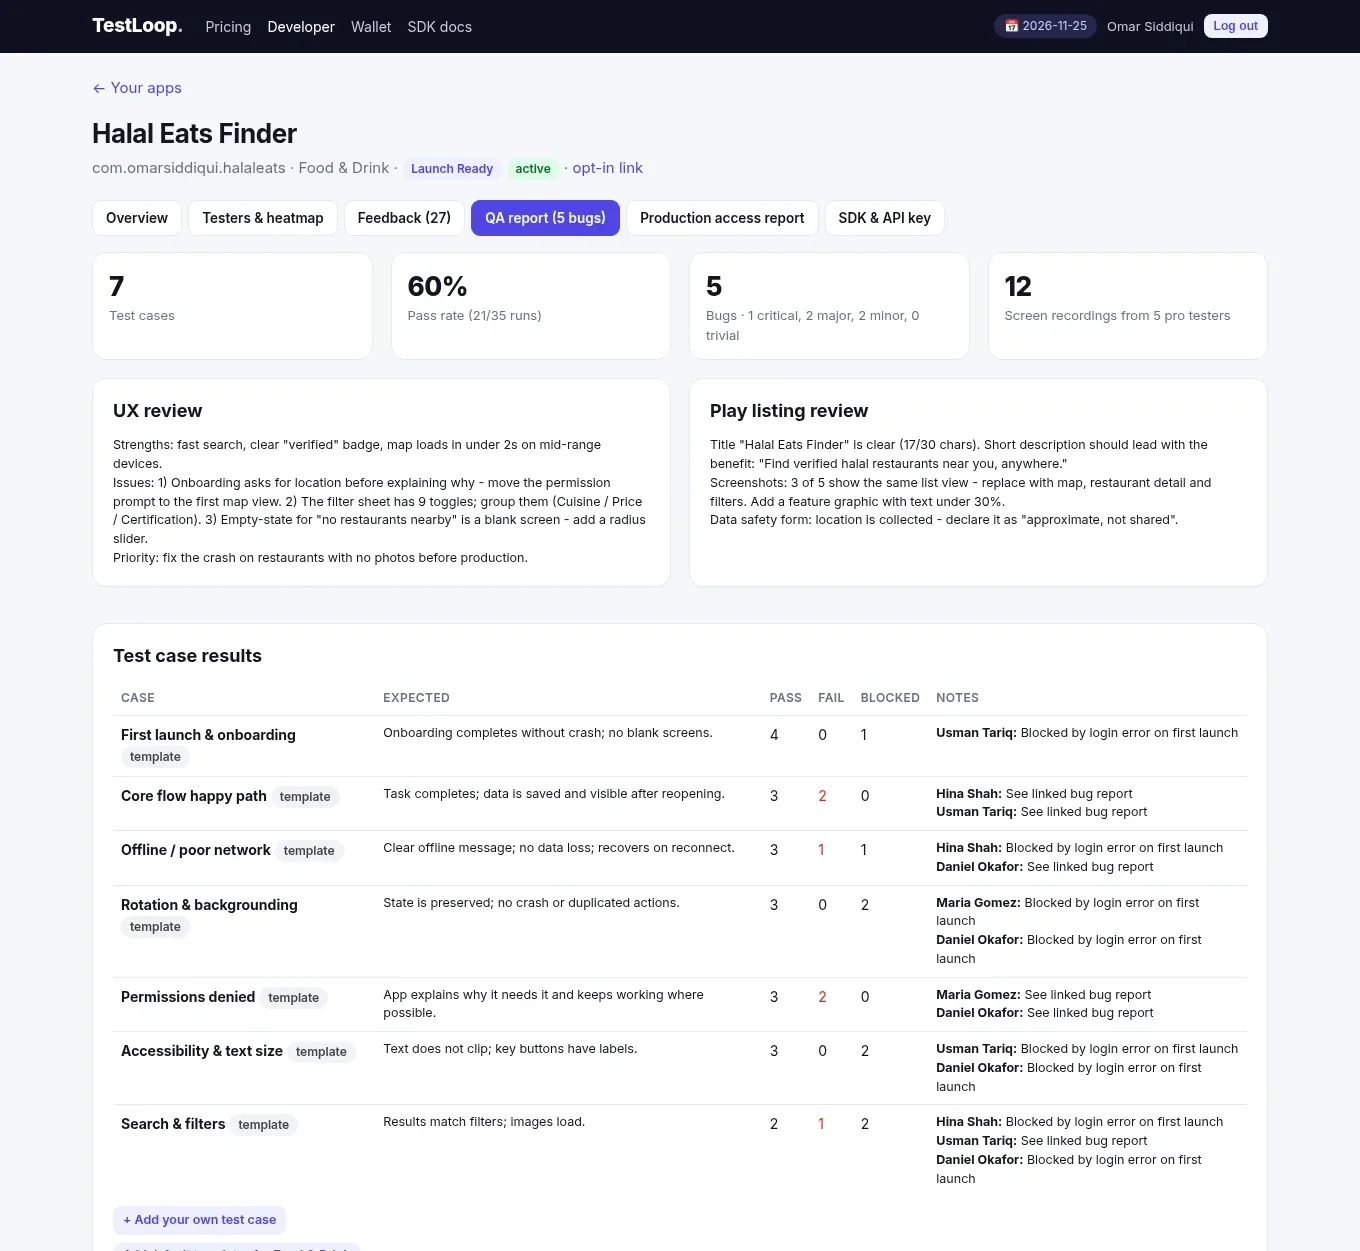 TestLoop.
Pricing
Developer
Wallet
SDK docs
📅 2026-11-25
Omar Siddiqui
Log out
← Your apps
Halal Eats Finder
com.omarsiddiqui.halaleats · Food & Drink · Launch Ready active · opt-in link
Overview
Testers & heatmap
Feedback (27)
QA report (5 bugs)
Production access report
SDK & API key
7
Test cases
60%
Pass rate (21/35 runs)
5
Bugs · 1 critical, 2 major, 2 minor, 0
trivial
12
Screen recordings from 5 pro testers
UX review
Strengths: fast search, clear "verified" badge, map loads in under 2s on mid-range
devices.
Issues: 1) Onboarding asks for location before explaining why - move the permission
prompt to the first map view. 2) The filter sheet has 9 toggles; group them (Cuisine / Price
/ Certification). 3) Empty-state for "no restaurants nearby" is a blank screen - add a radius
slider.
Priority: fix the crash on restaurants with no photos before production.
Play listing review
Title "Halal Eats Finder" is clear (17/30 chars). Short description should lead with the
benefit: "Find verified halal restaurants near you, anywhere."
Screenshots: 3 of 5 show the same list view - replace with map, restaurant detail and
filters. Add a feature graphic with text under 30%.
Data safety form: location is collected - declare it as "approximate, not shared".
Test case results
CASE EXPECTED PASS FAIL BLOCKED NOTES
First launch & onboarding
template
Onboarding completes without crash; no blank screens.
4 0 1
Usman Tariq: Blocked by login error on first launch
Core flow happy path template
Task completes; data is saved and visible after reopening.
3 2 0
Hina Shah: See linked bug report
Usman Tariq: See linked bug report
Offline / poor network template
Clear offline message; no data loss; recovers on reconnect.
3 1 1
Hina Shah: Blocked by login error on first launch
Daniel Okafor: See linked bug report
Rotation & backgrounding
template
State is preserved; no crash or duplicated actions.
3 0 2
Maria Gomez: Blocked by login error on first
launch
Daniel Okafor: Blocked by login error on first
launch
Permissions denied template
App explains why it needs it and keeps working where
possible.
3 2 0
Maria Gomez: See linked bug report
Daniel Okafor: See linked bug report
Accessibility & text size template
Text does not clip; key buttons have labels.
3 0 2
Usman Tariq: Blocked by login error on first launch
Daniel Okafor: Blocked by login error on first
launch
Search & filters template
Results match filters; images load.
2 1 2
Hina Shah: Blocked by login error on first launch
Usman Tariq: See linked bug report
Daniel Okafor: Blocked by login error on first
launch
+ Add your own test case